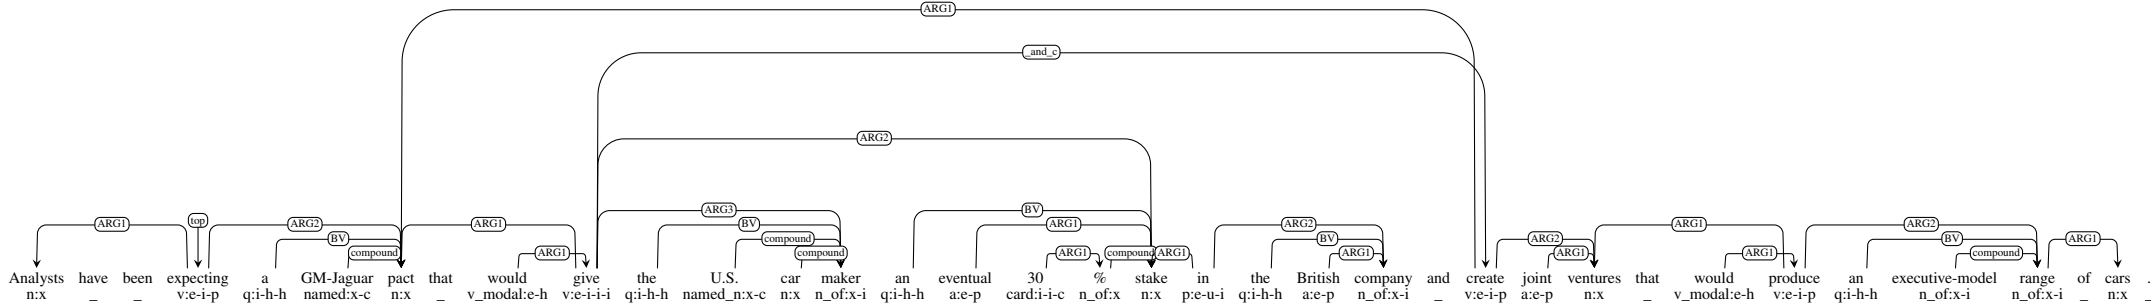 ARG1
_and_c
ARG2
ARG3
ARG1 top ARG2 ARG1 BV BV ARG1 ARG2 ARG1 ARG2
BV compound BV ARG2 BV ARG1
compound ARG1 compound ARG1 compound ARG1 ARG1 ARG1 ARG1 compound
Analysts have been expecting a GM-Jaguar pact that would give the U.S. car maker an eventual 30 % stake in the British company and create joint ventures that would produce an executive-model range of cars .
n:x _ _ v:e-i-p q:i-h-h named:x-c n:x _ v_modal:e-h v:e-i-i-i q:i-h-h named_n:x-c n:x n_of:x-i q:i-h-h a:e-p card:i-i-c n_of:x n:x p:e-u-i q:i-h-h a:e-p n_of:x-i _ v:e-i-p a:e-p n:x _ v_modal:e-h v:e-i-p q:i-h-h n_of:x-i n_of:x-i _ n:x _